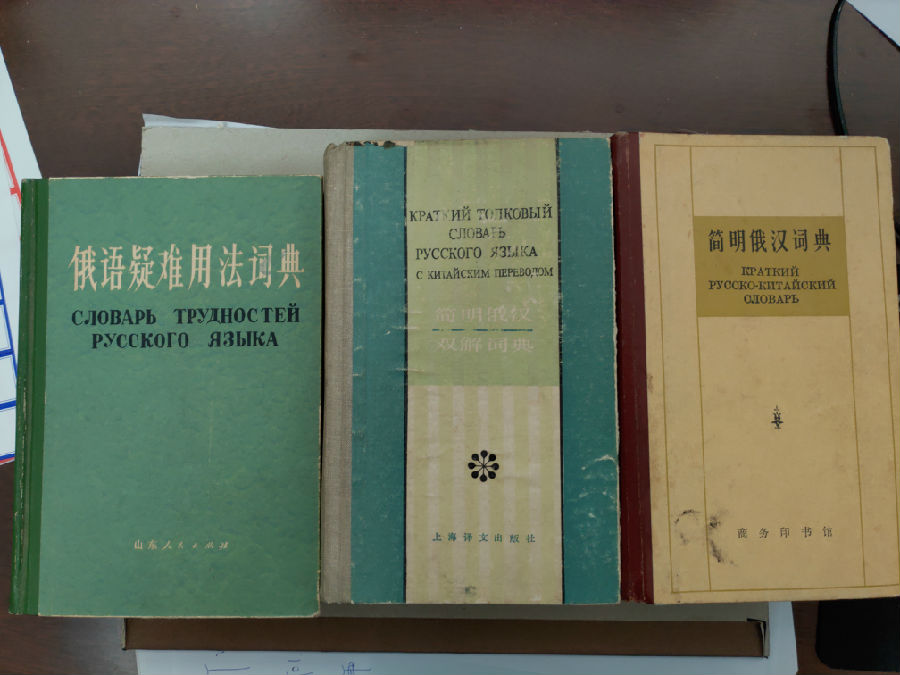 俄语疑难用法词典
СЛОВАРЬ ТРУДНОСТЕЙ
РУССКОГО ЯЗЫКА
山东人民出版社
КРАТКИЙ ТОЛКОВЫЙ
СЛОВАРЬ
РУССКОГО ЯЗЫКА
С КИТАЙСКИМ ПЕРЕВОДОМ
简明俄汉
双解词典
上海译文出版社
简明俄汉词典
КРАТКИЙ
РУССКО-КИТАЙСКИЙ
СЛОВАРЬ
商务印书馆